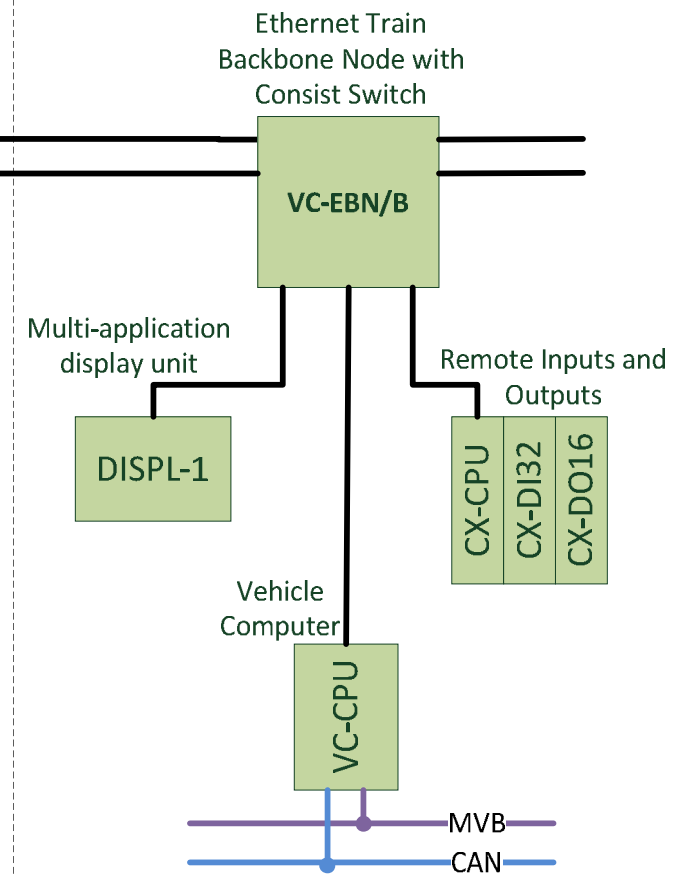 Ethernet Train
Backbone Node with
Consist Switch
VC-EBN/B
Multi-application
display unit
DISPL-1
Remote Inputs and
Outputs
CX-CPU
CX-DI32
CX-DO16
Vehicle
Computer
VC-CPU
MVB
CAN